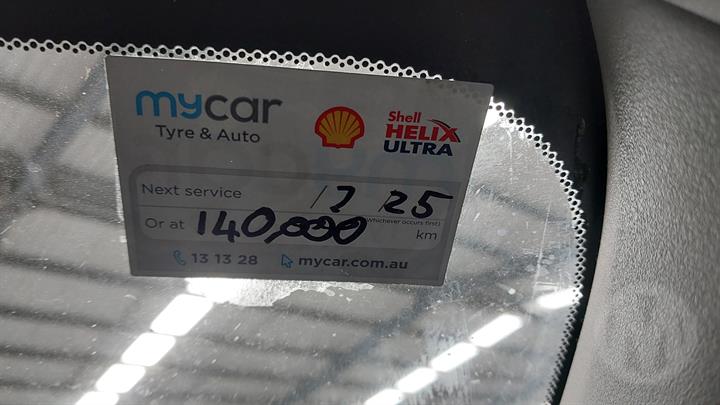 mycar
Tyre & Auto
Shell
HELIX
ULTRA
Next service / 7 / 25
Or at 140,000 km
(Whichever occurs first)
13 13 28 mycar.com.au